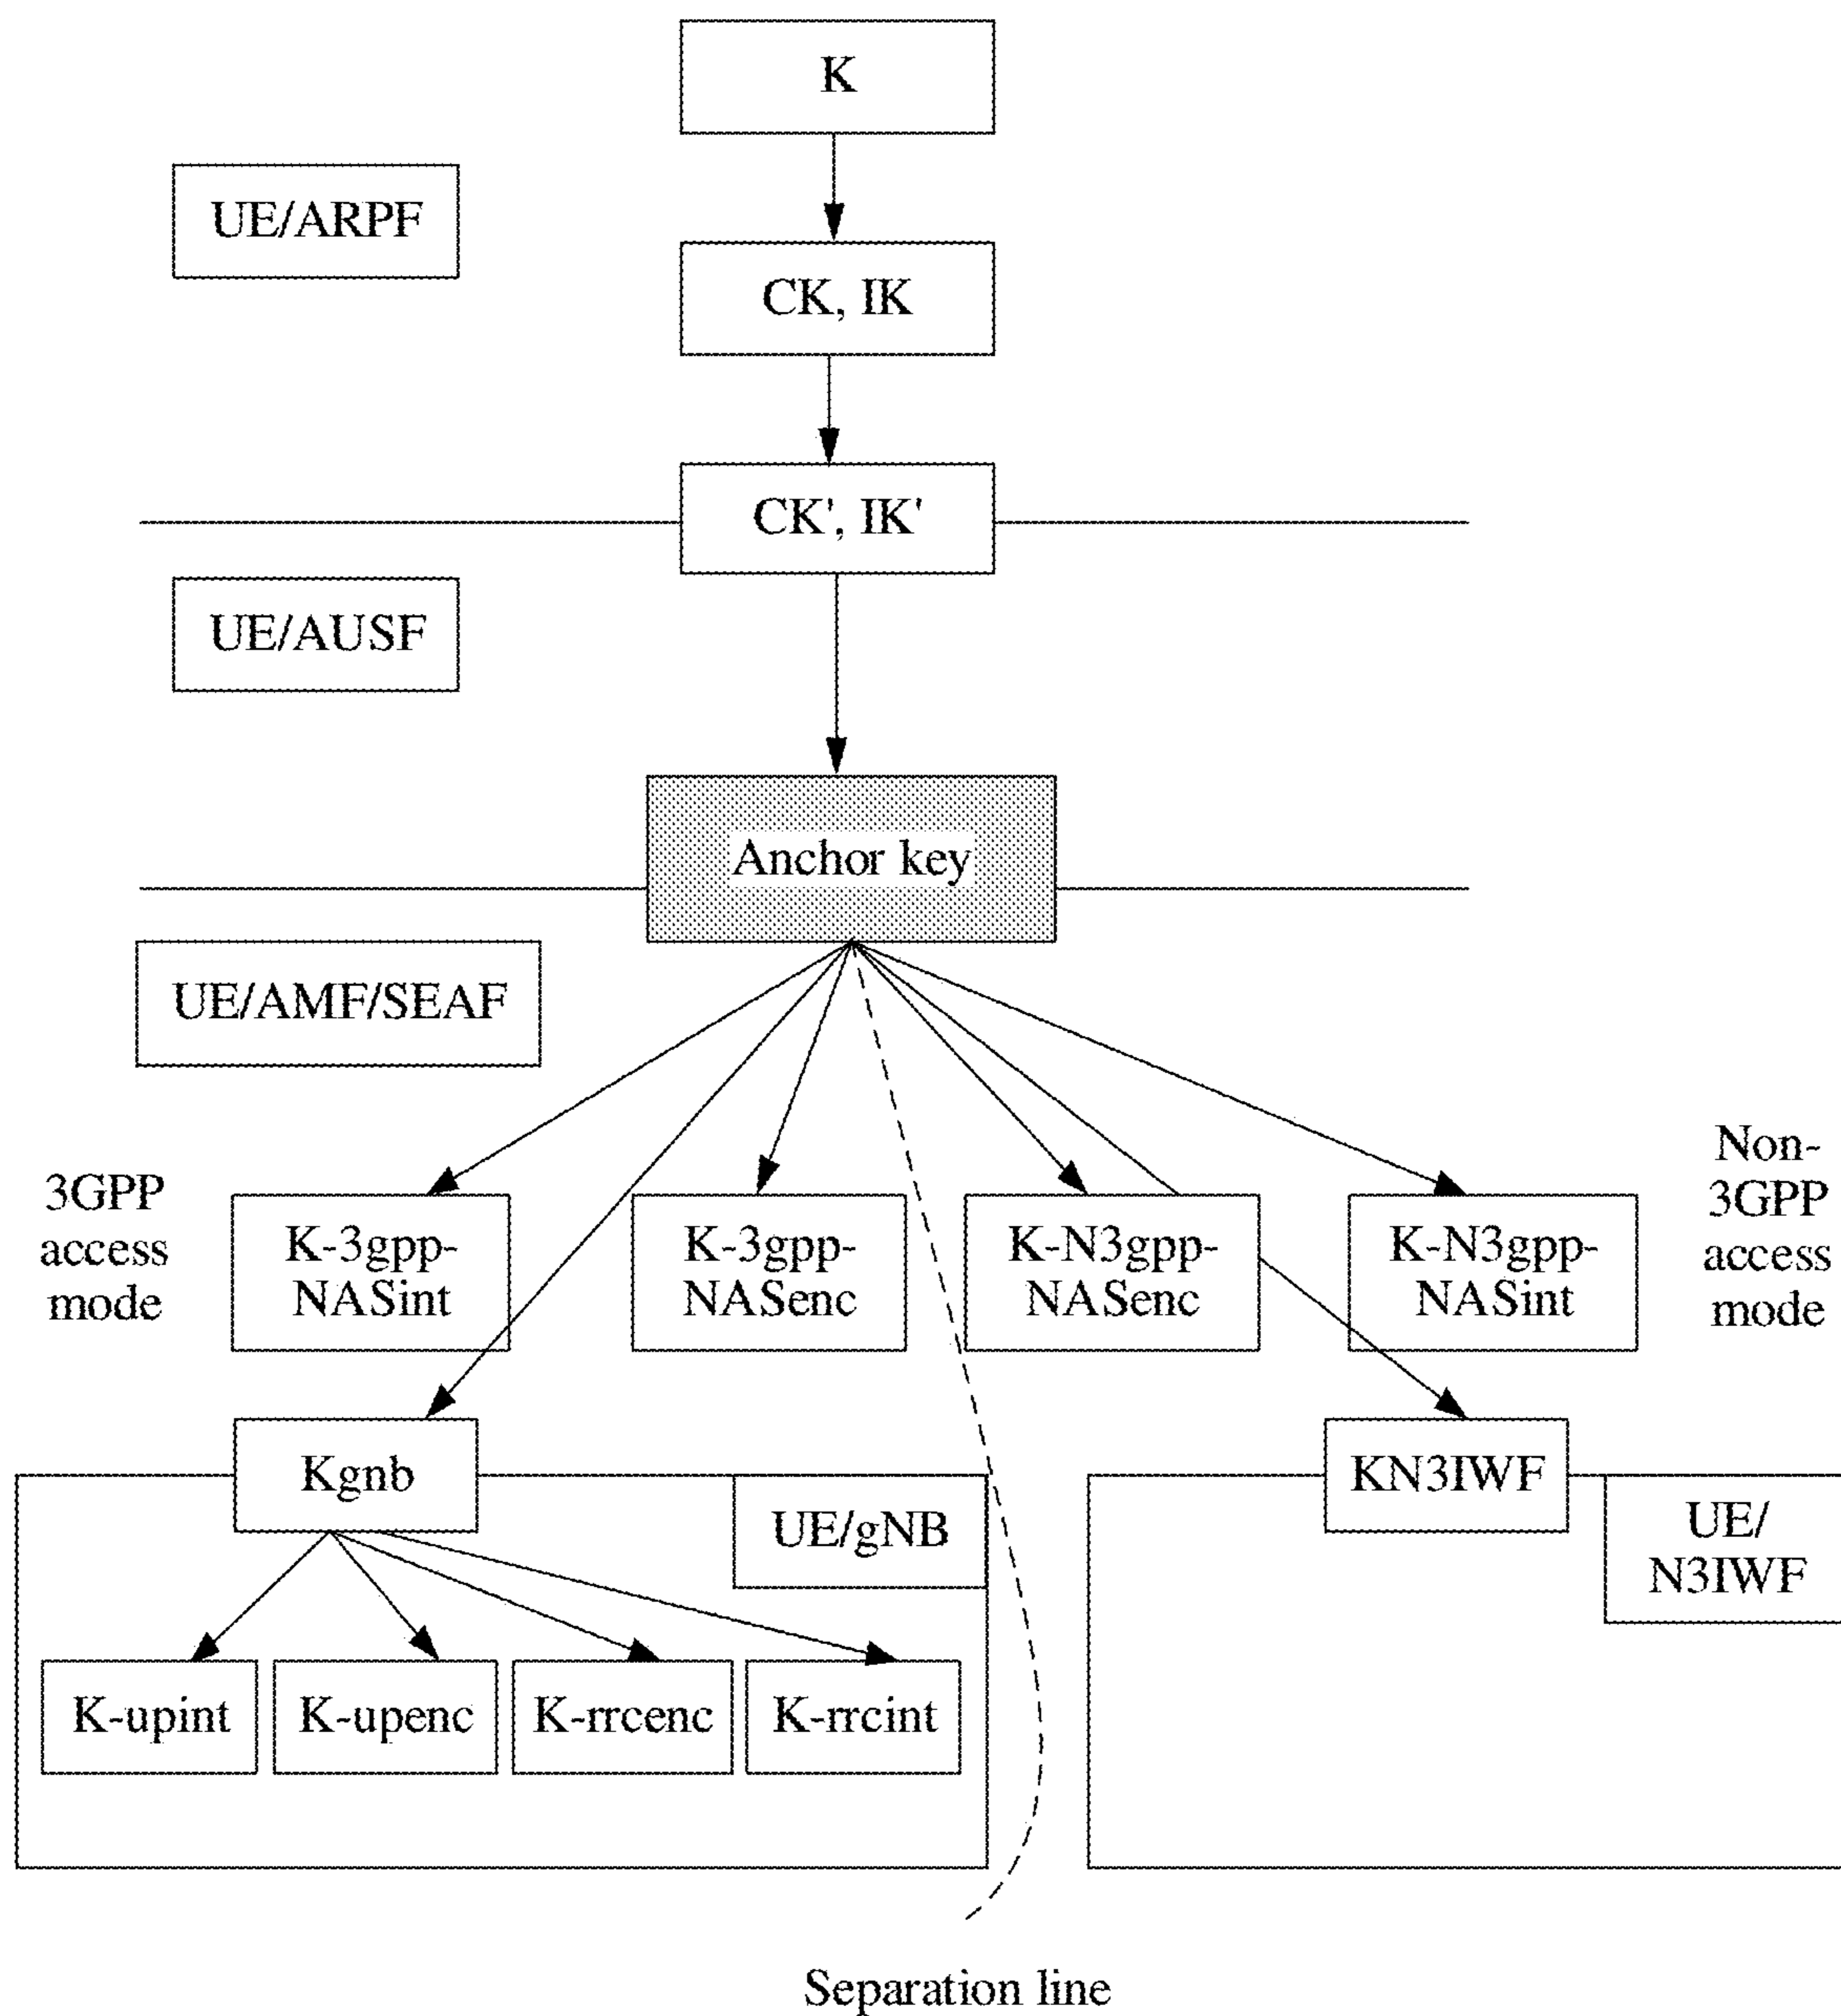 K
UE/ARPF
CK, IK
CK', IK'
UE/AUSF
Anchor key
UE/AMF/SEAF
3GPP
access
mode
K-3gpp-
NASint
K-3gpp-
NASenc
K-N3gpp-
NASenc
K-N3gpp-
NASint
Non-
3GPP
access
mode
Kgnb
UE/gNB
KN3IWF
UE/
N3IWF
K-upint
K-upenc
K-rrcenc
K-rrcint
Separation line